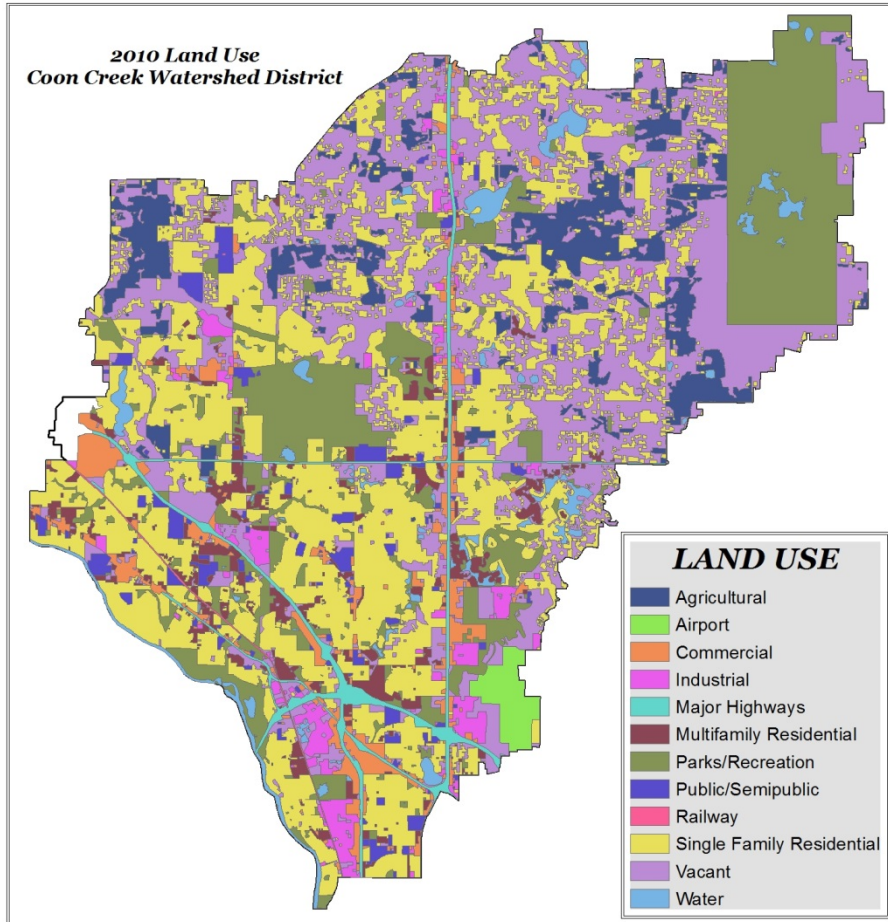 2010 Land Use
Coon Creek Watershed District
LAND USE
Agricultural
Airport
Commercial
Industrial
Major Highways
Multifamily Residential
Parks/Recreation
Public/Semipublic
Railway
Single Family Residential
Vacant
Water